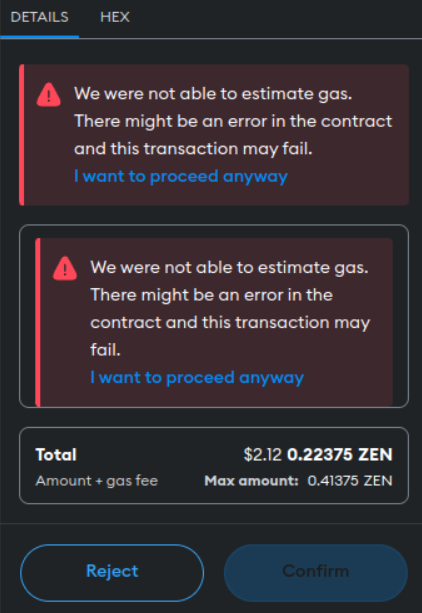 DETAILS HEX
We were not able to estimate gas.
There might be an error in the contract
and this transaction may fail.
I want to proceed anyway
We were not able to estimate gas.
There might be an error in the
contract and this transaction may
fail.
I want to proceed anyway
Total $2.12 0.22375 ZEN
Amount + gas fee Max amount: 0.41375 ZEN
Reject Confirm